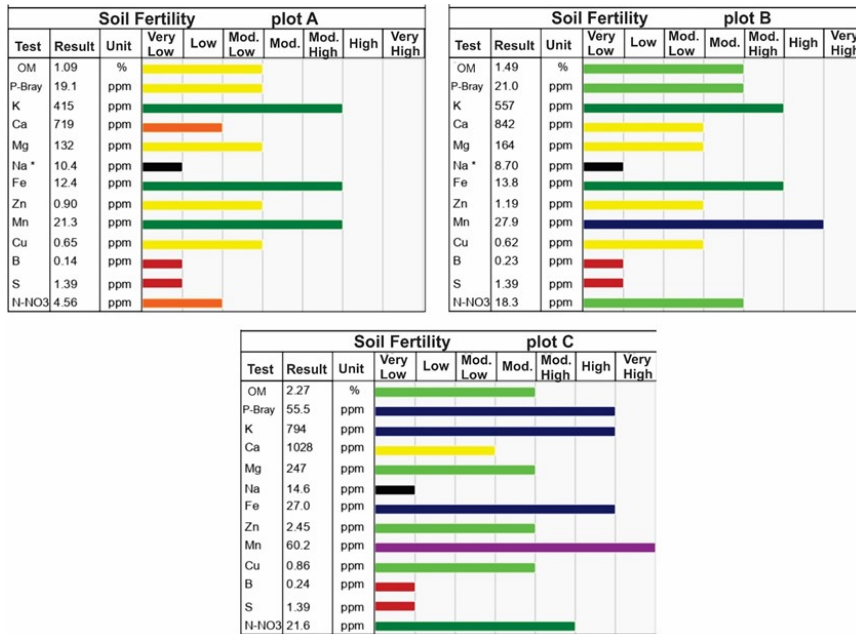 Soil Fertility plot A
Test Result Unit Very Low Low Mod. Low Mod. Mod. High High Very High
OM 1.09 %
P-Bray 19.1 ppm
K 415 ppm
Ca 719 ppm
Mg 132 ppm
Na * 10.4 ppm
Fe 12.4 ppm
Zn 0.90 ppm
Mn 21.3 ppm
Cu 0.65 ppm
B 0.14 ppm
S 1.39 ppm
N-NO3 4.56 ppm
Soil Fertility plot B
Test Result Unit Very Low Low Mod. Low Mod. Mod. High High Very High
OM 1.49 %
P-Bray 21.0 ppm
K 557 ppm
Ca 842 ppm
Mg 164 ppm
Na * 8.70 ppm
Fe 13.8 ppm
Zn 1.19 ppm
Mn 27.9 ppm
Cu 0.62 ppm
B 0.23 ppm
S 1.39 ppm
N-NO3 18.3 ppm
Soil Fertility plot C
Test Result Unit Very Low Low Mod. Low Mod. Mod. High High Very High
OM 2.27 %
P-Bray 55.5 ppm
K 794 ppm
Ca 1028 ppm
Mg 247 ppm
Na 14.6 ppm
Fe 27.0 ppm
Zn 2.45 ppm
Mn 60.2 ppm
Cu 0.86 ppm
B 0.24 ppm
S 1.39 ppm
N-NO3 21.6 ppm